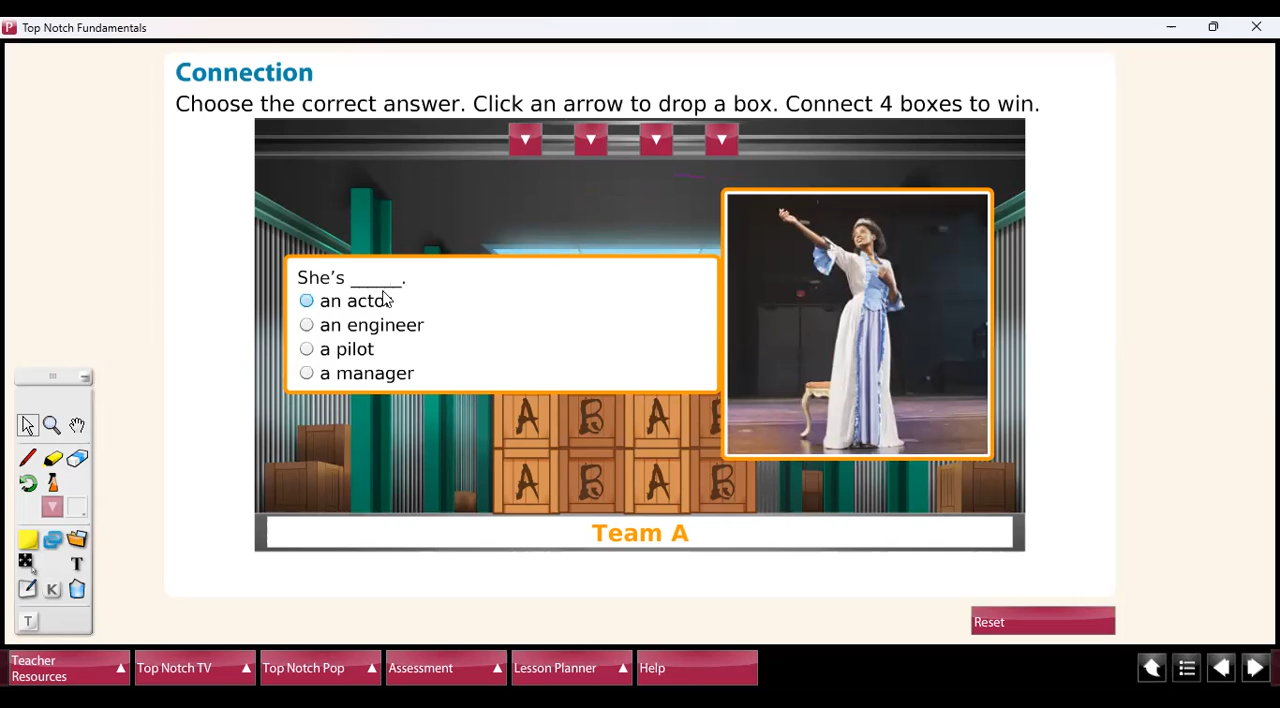 Top Notch Fundamentals
Connection
Choose the correct answer. Click an arrow to drop a box. Connect 4 boxes to win.
She's ______.
an actor
an engineer
a pilot
a manager
A B A B
A B A B
Team A
T
K
T
Reset
Teacher Resources
Top Notch TV
Top Notch Pop
Assessment
Lesson Planner
Help